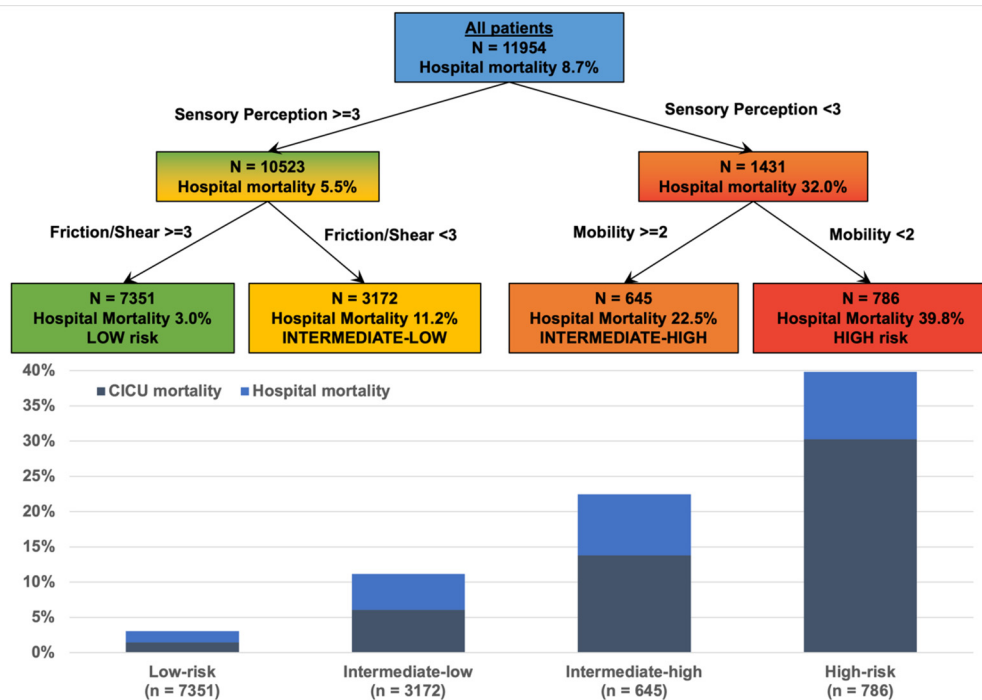 All patients
N = 11954
Hospital mortality 8.7%
Sensory Perception >=3
Sensory Perception <3
N = 10523
Hospital mortality 5.5%
N = 1431
Hospital mortality 32.0%
Friction/Shear >=3
Friction/Shear <3
Mobility >=2
Mobility <2
N = 7351
Hospital Mortality 3.0%
LOW risk
N = 3172
Hospital Mortality 11.2%
INTERMEDIATE-LOW
N = 645
Hospital Mortality 22.5%
INTERMEDIATE-HIGH
N = 786
Hospital Mortality 39.8%
HIGH risk
CICU mortality
Hospital mortality
40%
35%
30%
25%
20%
15%
10%
5%
0%
Low-risk
(n = 7351)
Intermediate-low
(n = 3172)
Intermediate-high
(n = 645)
High-risk
(n = 786)